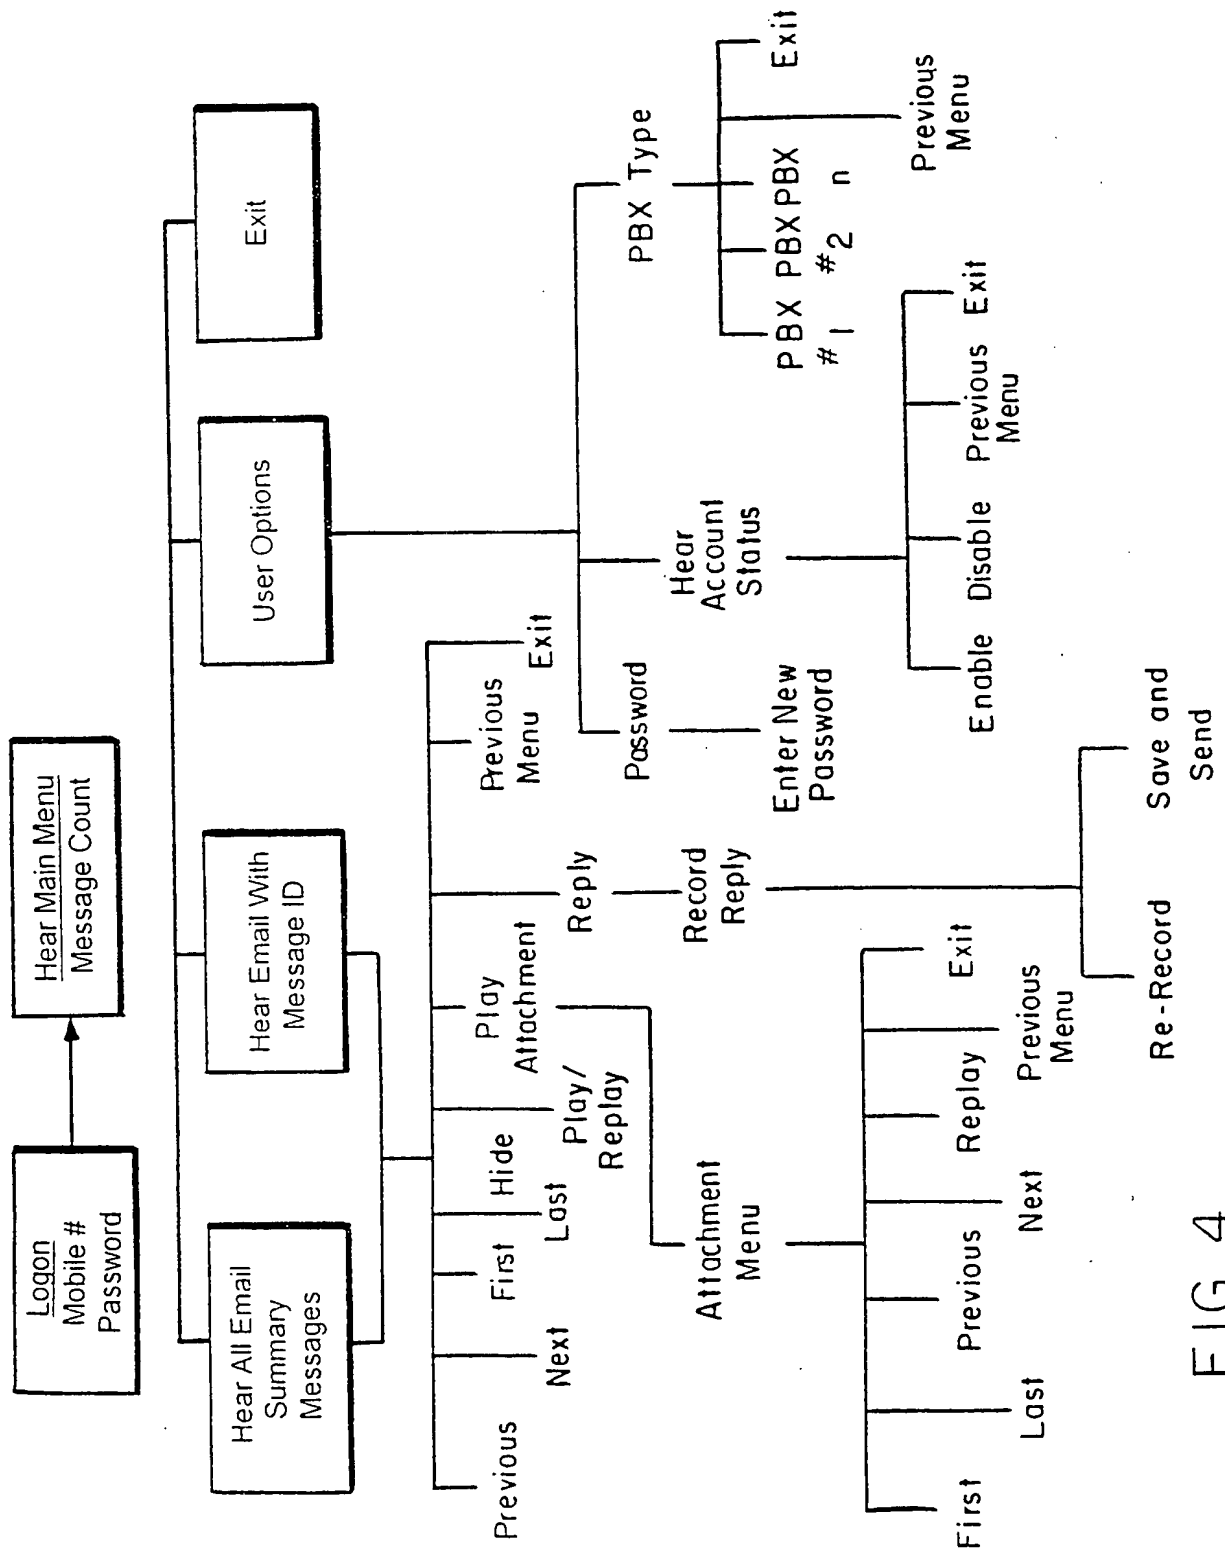 Logon
Mobile #
Password
Hear Main Menu
Message Count
Hear All Email
Summary
Messages
Hear Email With
Message ID
User Options
Exit
Previous
Next
First
Last
Hide
Play/
Replay
Play
Attachment
Reply
Previous
Menu
Exit
Attachment
Menu
Record
Reply
First
Last
Previous
Next
Replay
Previous
Menu
Exit
Re-Record
Save and
Send
Password
Enter New
Password
Hear
Account
Status
Enable
Disable
Previous
Menu
Exit
PBX Type
PBX
#1
PBX
#2
PBX
n
Previous
Menu
Exit
FIG. 4